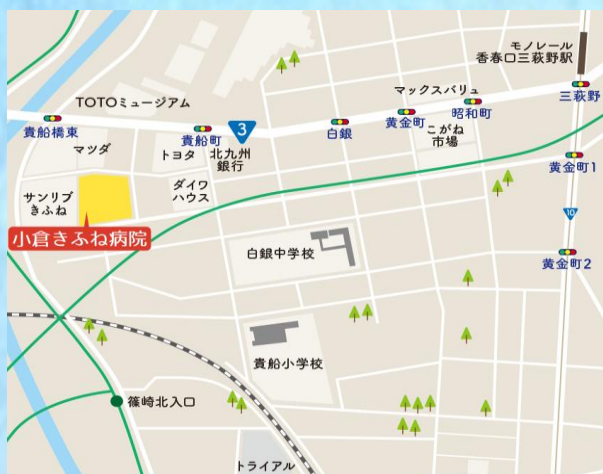 モノレール
香春口三萩野駅
マックスバリュ
三萩野
TOTOミュージアム
昭和町
黄金町
3
貴船橋東
貴船町
白銀
こがね
市場
マツダ
トヨタ
北九州
銀行
黄金町1
サンリブ
きふね
ダイワ
ハウス
10
小倉きふね病院
白銀中学校
黄金町2
貴船小学校
篠崎北入口
トライアル